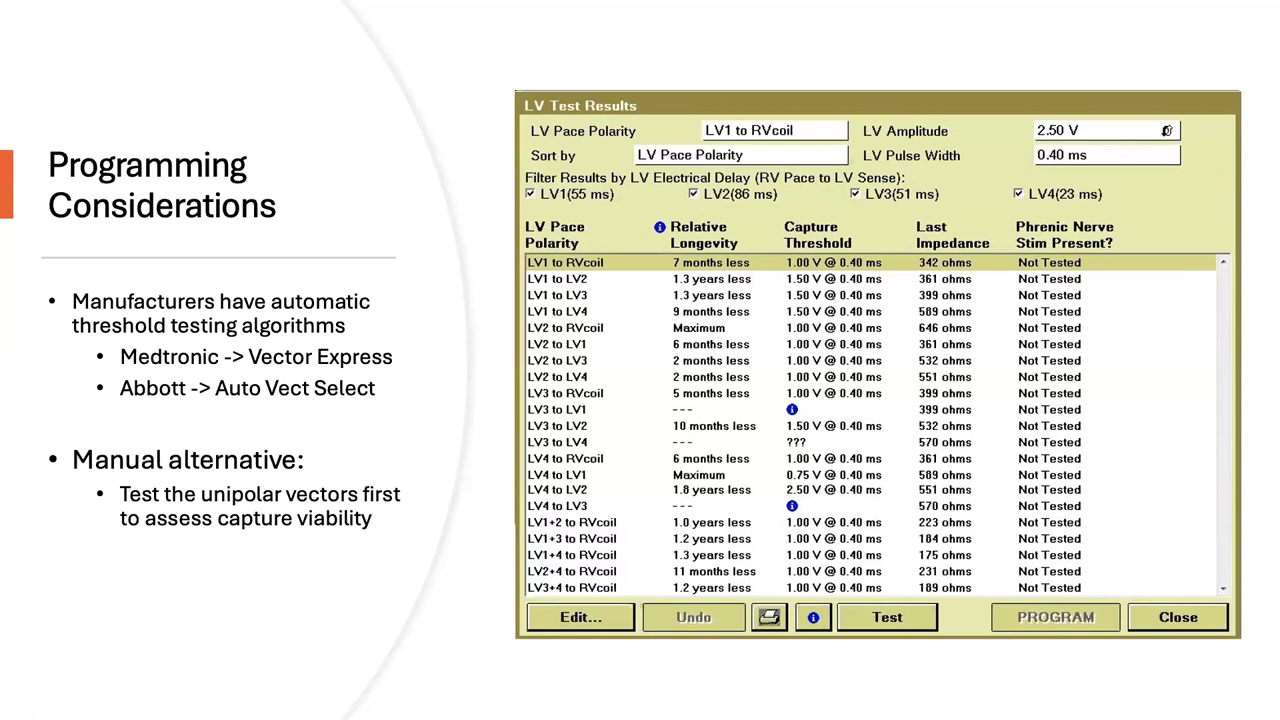 Programming
Considerations
• Manufacturers have automatic
threshold testing algorithms
• Medtronic -> Vector Express
• Abbott -> Auto Vect Select
• Manual alternative:
• Test the unipolar vectors first
to assess capture viability
LV Test Results
LV Pace Polarity LV1 to RVcoil LV Amplitude 2.50 V
Sort by LV Pace Polarity LV Pulse Width 0.40 ms
Filter Results by LV Electrical Delay (RV Pace to LV Sense):
LV1(55 ms) LV2(86 ms) LV3(51 ms) LV4(23 ms)
LV Pace Relative Capture Last Phrenic Nerve
Polarity Longevity Threshold Impedance Stim Present?
LV1 to RVcoil 7 months less 1.00 V @ 0.40 ms 342 ohms Not Tested
LV1 to LV2 1.3 years less 1.50 V @ 0.40 ms 361 ohms Not Tested
LV1 to LV3 1.3 years less 1.50 V @ 0.40 ms 399 ohms Not Tested
LV1 to LV4 9 months less 1.50 V @ 0.40 ms 589 ohms Not Tested
LV2 to RVcoil Maximum 1.00 V @ 0.40 ms 646 ohms Not Tested
LV2 to LV1 6 months less 1.00 V @ 0.40 ms 361 ohms Not Tested
LV2 to LV3 2 months less 1.00 V @ 0.40 ms 532 ohms Not Tested
LV2 to LV4 2 months less 1.00 V @ 0.40 ms 551 ohms Not Tested
LV3 to RVcoil 5 months less 1.00 V @ 0.40 ms 399 ohms Not Tested
LV3 to LV1 --- 399 ohms Not Tested
LV3 to LV2 10 months less 1.50 V @ 0.40 ms 532 ohms Not Tested
LV3 to LV4 --- ??? 570 ohms Not Tested
LV4 to RVcoil 6 months less 1.00 V @ 0.40 ms 361 ohms Not Tested
LV4 to LV1 Maximum 0.75 V @ 0.40 ms 589 ohms Not Tested
LV4 to LV2 1.8 years less 2.50 V @ 0.40 ms 551 ohms Not Tested
LV4 to LV3 --- 570 ohms Not Tested
LV1+2 to RVcoil 1.0 years less 1.00 V @ 0.40 ms 223 ohms Not Tested
LV1+3 to RVcoil 1.2 years less 1.00 V @ 0.40 ms 184 ohms Not Tested
LV1+4 to RVcoil 1.3 years less 1.00 V @ 0.40 ms 175 ohms Not Tested
LV2+4 to RVcoil 11 months less 1.00 V @ 0.40 ms 231 ohms Not Tested
LV3+4 to RVcoil 1.2 years less 1.00 V @ 0.40 ms 189 ohms Not Tested
Edit... Undo Test PROGRAM Close